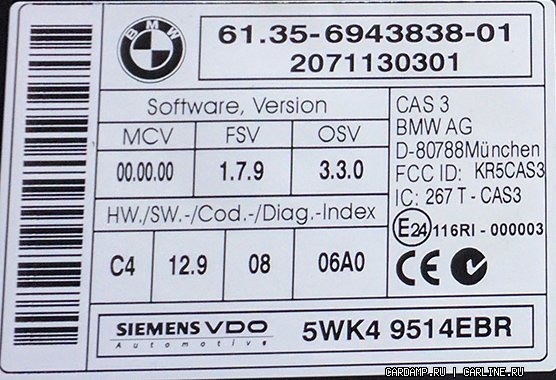 BMW
61.35-6943838-01
2071130301
Software, Version
MCV FSV OSV
00.00.00 1.7.9 3.3.0
HW./SW.-/Cod.-/Diag.-Index
C4 12.9 08 06A0
CAS 3
BMW AG
D-80788München
FCC ID: KR5CAS3
IC: 267 T - CAS3
E24 116RI - 000003
CE
SIEMENS VDO
Automotive
5WK4 9514EBR
CARDAMP.RU | CARLINE.RU